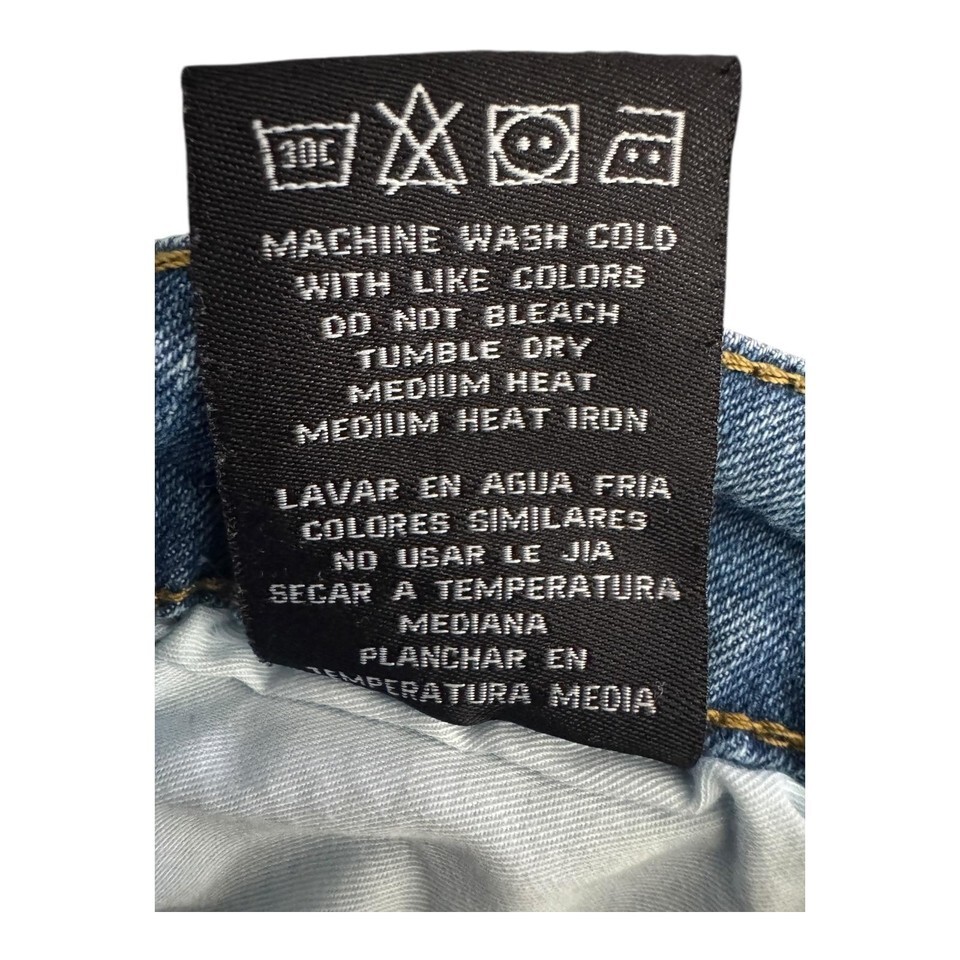 30C
MACHINE WASH COLD
WITH LIKE COLORS
DO NOT BLEACH
TUMBLE DRY
MEDIUM HEAT
MEDIUM HEAT IRON
LAVAR EN AGUA FRIA
COLORES SIMILARES
NO USAR LE JIA
SECAR A TEMPERATURA
MEDIANA
PLANCHAR EN
TEMPERATURA MEDIA